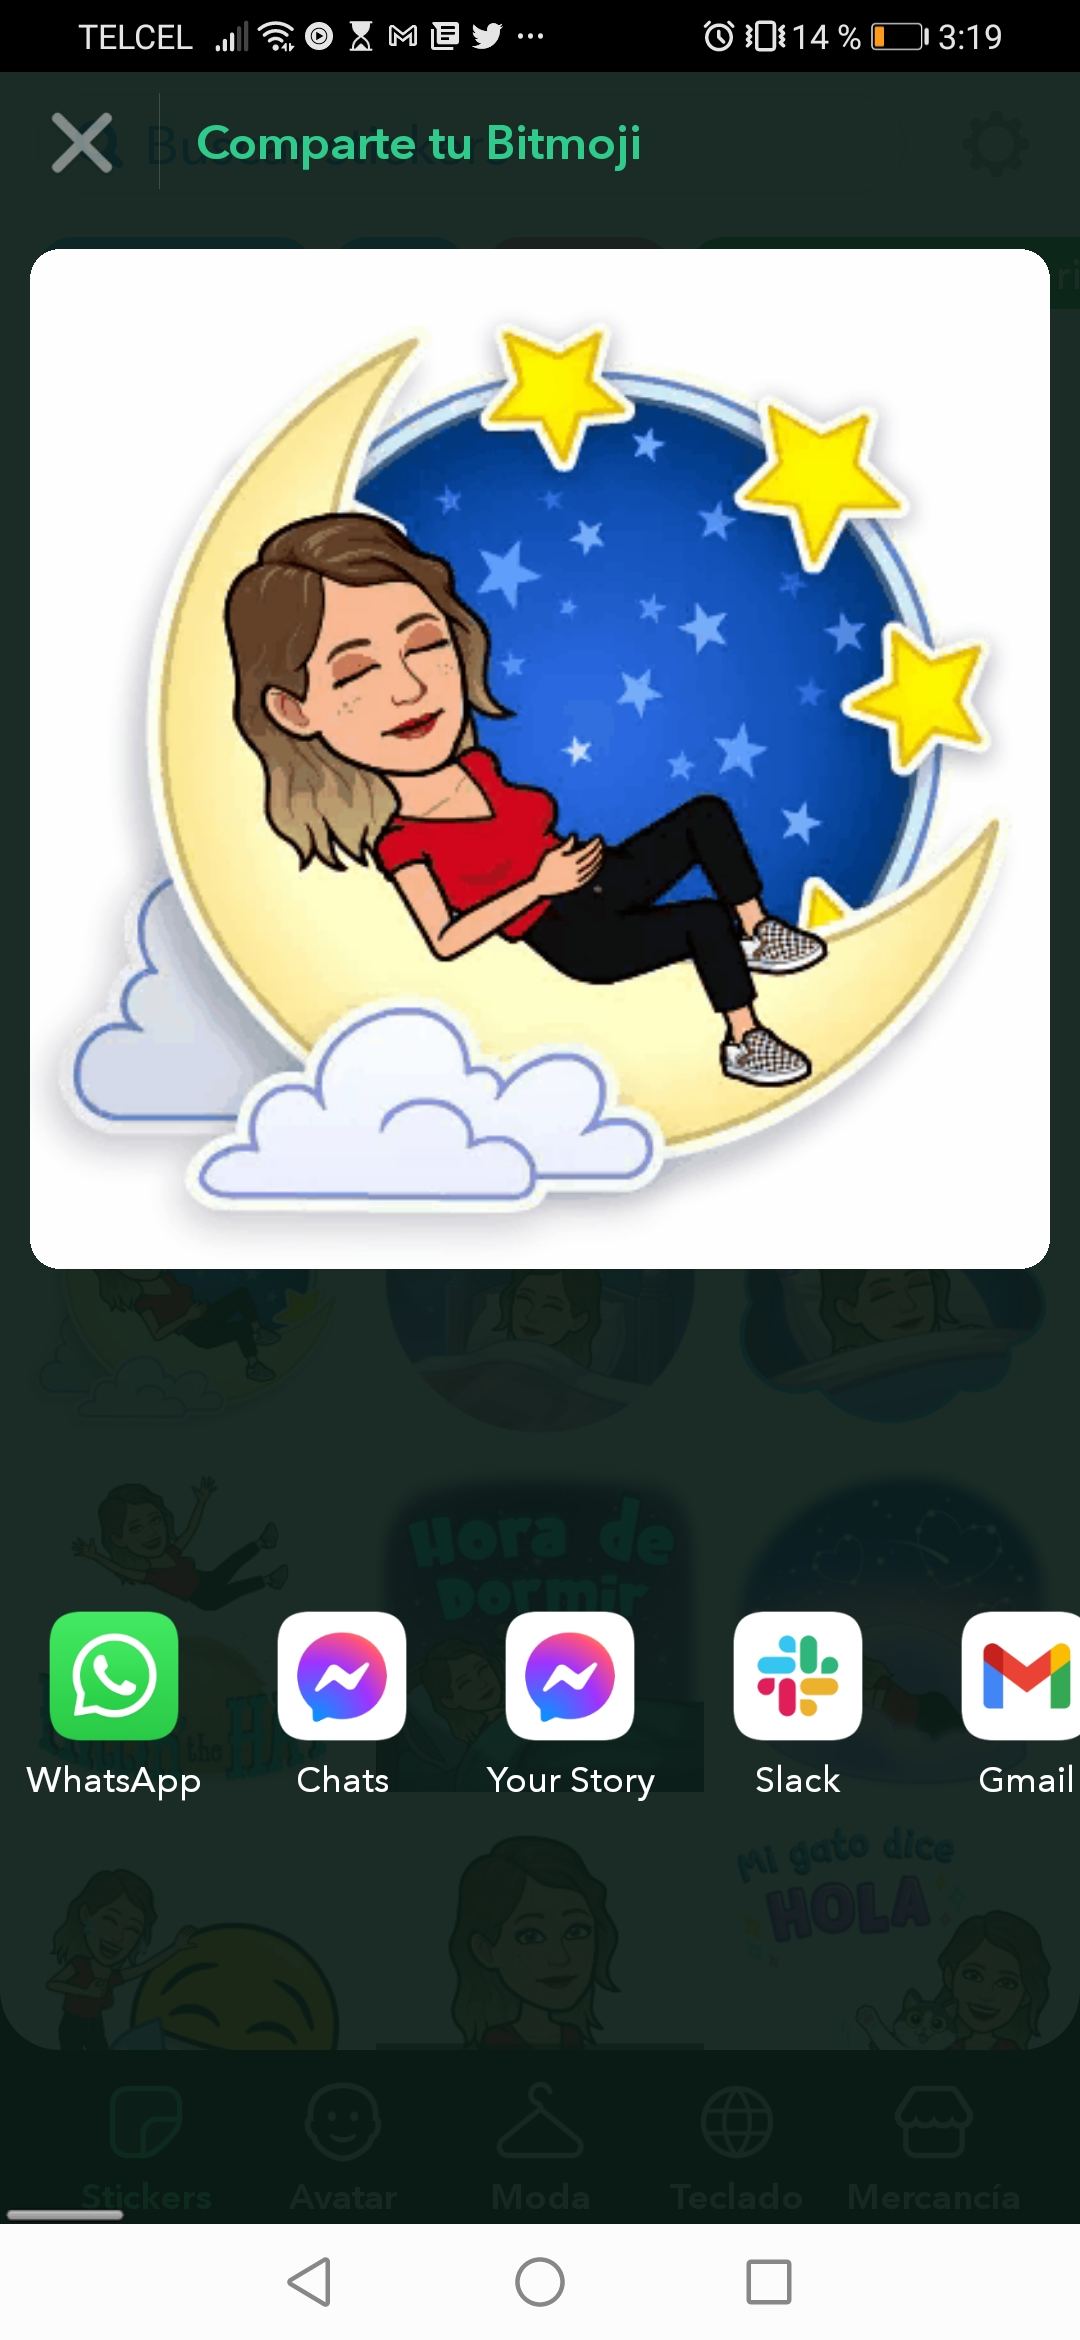 TELCEL 14 % 3:19
Comparte tu Bitmoji
Hora de
Dormir
the
WhatsApp Chats Your Story Slack Gmail
Mi gato dice
HOLA
Stickers Avatar Moda Teclado Mercancía